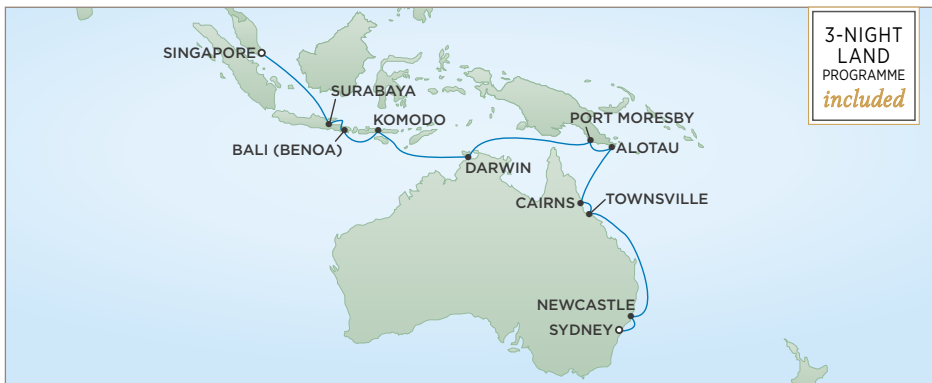 3-NIGHT
LAND
PROGRAMME
included
SINGAPORE
SURABAYA
KOMODO
PORT MORESBY
BALI (BENOA)
ALOTAU
DARWIN
CAIRNS
TOWNSVILLE
NEWCASTLE
SYDNEY